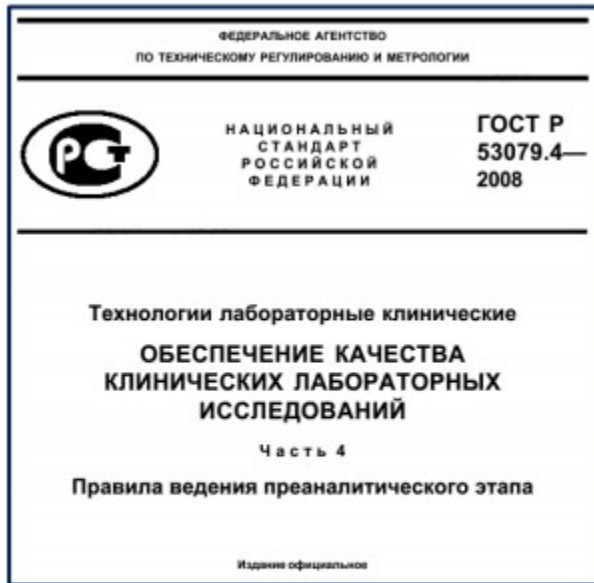 ФЕДЕРАЛЬНОЕ АГЕНТСТВО
ПО ТЕХНИЧЕСКОМУ РЕГУЛИРОВАНИЮ И МЕТРОЛОГИИ
РСТ
НАЦИОНАЛЬНЫЙ
СТАНДАРТ
РОССИЙСКОЙ
ФЕДЕРАЦИИ
ГОСТ Р
53079.4—
2008
Технологии лабораторные клинические
ОБЕСПЕЧЕНИЕ КАЧЕСТВА
КЛИНИЧЕСКИХ ЛАБОРАТОРНЫХ
ИССЛЕДОВАНИЙ
Часть 4
Правила ведения преаналитического этапа
Издание официальное